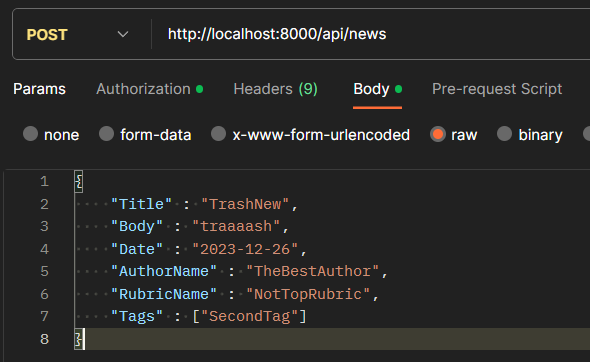 POST http://localhost:8000/api/news
Params Authorization Headers (9) Body Pre-request Script
none form-data x-www-form-urlencoded raw binary
1 {
2 "Title" : "TrashNew",
3 "Body" : "traaaash",
4 "Date" : "2023-12-26",
5 "AuthorName" : "TheBestAuthor",
6 "RubricName" : "NotTopRubric",
7 "Tags" : ["SecondTag"]
8 }